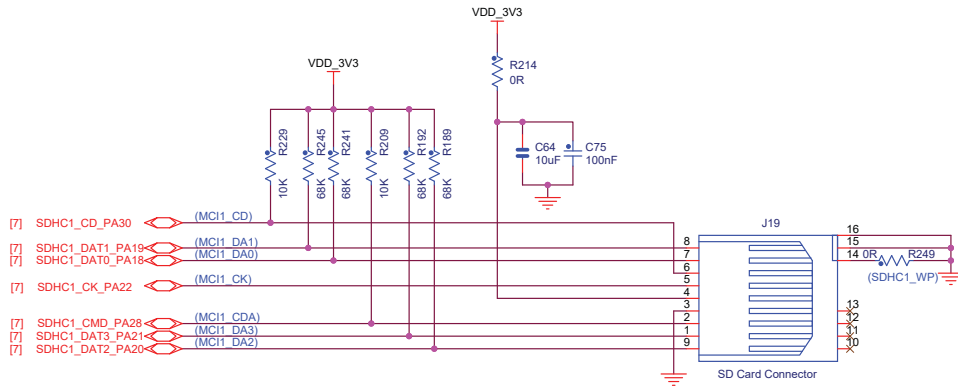 VDD_3V3
R214
0R
VDD_3V3
C64
10uF
C75
100nF
R229
10K
R245
68K
R241
68K
R209
10K
R192
68K
R189
68K
[7] SDHC1_CD_PA30 (MCI1_CD)
[7] SDHC1_DAT1_PA19 (MCI1_DA1)
[7] SDHC1_DAT0_PA18 (MCI1_DA0)
[7] SDHC1_CK_PA22 (MCI1_CK)
[7] SDHC1_CMD_PA28 (MCI1_CDA)
[7] SDHC1_DAT3_PA21 (MCI1_DA3)
[7] SDHC1_DAT2_PA20 (MCI1_DA2)
J19
8
7
6
5
4
3
2
1
9
16
15
14
0R R249
(SDHC1_WP)
13
12
11
10
SD Card Connector